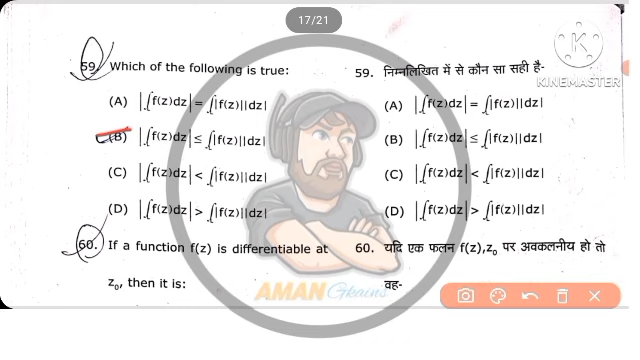 17/21
K
KINEMASTER
59. Which of the following is true:
(A) |∫f(z)dz| = ∫|f(z)||dz|
(B) |∫f(z)dz| ≤ ∫|f(z)||dz|
(C) |∫f(z)dz| < ∫|f(z)||dz|
(D) |∫f(z)dz| > ∫|f(z)||dz|
60. If a function f(z) is differentiable at
z₀, then it is:
59. निम्नलिखित में से कौन सा सही है-
(A) |∫f(z)dz| = ∫|f(z)||dz|
(B) |∫f(z)dz| ≤ ∫|f(z)||dz|
(C) |∫f(z)dz| < ∫|f(z)||dz|
(D) |∫f(z)dz| > ∫|f(z)||dz|
60. यदि एक फलन f(z),z₀ पर अवकलनीय हो तो
वह-
AMAN Grains